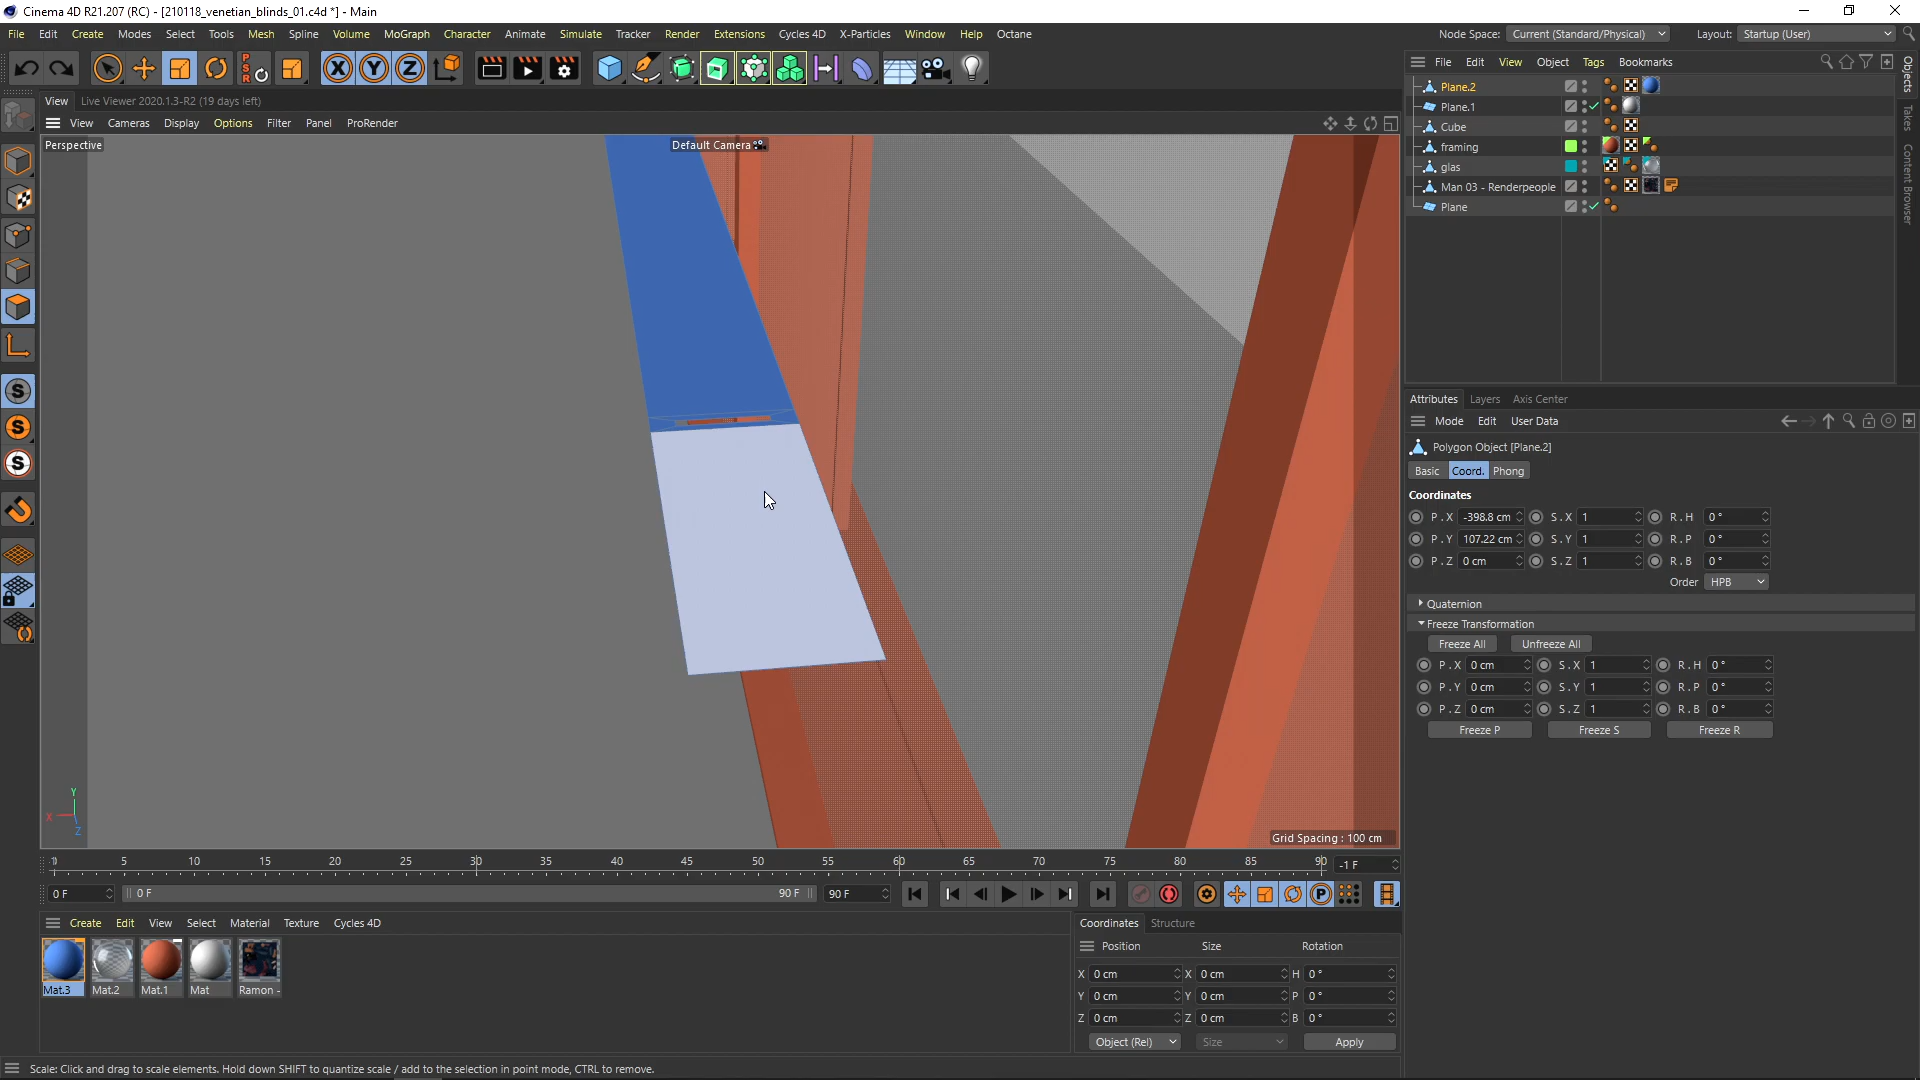 Cinema 4D R21.207 (RC) - [210118_venetian_blinds_01.c4d *] - Main
File Edit Create Modes Select Tools Mesh Spline Volume MoGraph Character Animate Simulate Tracker Render Extensions Cycles 4D X-Particles Window Help Octane
Node Space: Current (Standard/Physical) Layout: Startup (User)
PSR X Y Z
File Edit View Object Tags Bookmarks
View Live Viewer 2020.1.3-R2 (19 days left)
View Cameras Display Options Filter Panel ProRender
Perspective
Default Camera
Plane.2
Plane.1
Cube
framing
glas
Man 03 - Renderpeople
Plane
Objects
Takes
Content Browser
S
S
S
Attributes Layers Axis Center
Mode Edit User Data
Polygon Object [Plane.2]
Basic Coord. Phong
Coordinates
P . X -398.8 cm S . X 1 R . H 0°
P . Y 107.22 cm S . Y 1 R . P 0°
P . Z 0 cm S . Z 1 R . B 0°
Order HPB
Quaternion
Freeze Transformation
Freeze All Unfreeze All
P . X 0 cm S . X 1 R . H 0°
P . Y 0 cm S . Y 1 R . P 0°
P . Z 0 cm S . Z 1 R . B 0°
Freeze P Freeze S Freeze R
Y
X
Z
Grid Spacing : 100 cm
5 10 15 20 25 30 35 40 45 50 55 60 65 70 75 80 85 90 -1 F
0 F 0 F 90 F 90 F P
Create Edit View Select Material Texture Cycles 4D
Mat.3 Mat.2 Mat.1 Mat Ramon -
Coordinates Structure
Position Size Rotation
X 0 cm X 0 cm H 0°
Y 0 cm Y 0 cm P 0°
Z 0 cm Z 0 cm B 0°
Object (Rel) Size Apply
Scale: Click and drag to scale elements. Hold down SHIFT to quantize scale / add to the selection in point mode, CTRL to remove.